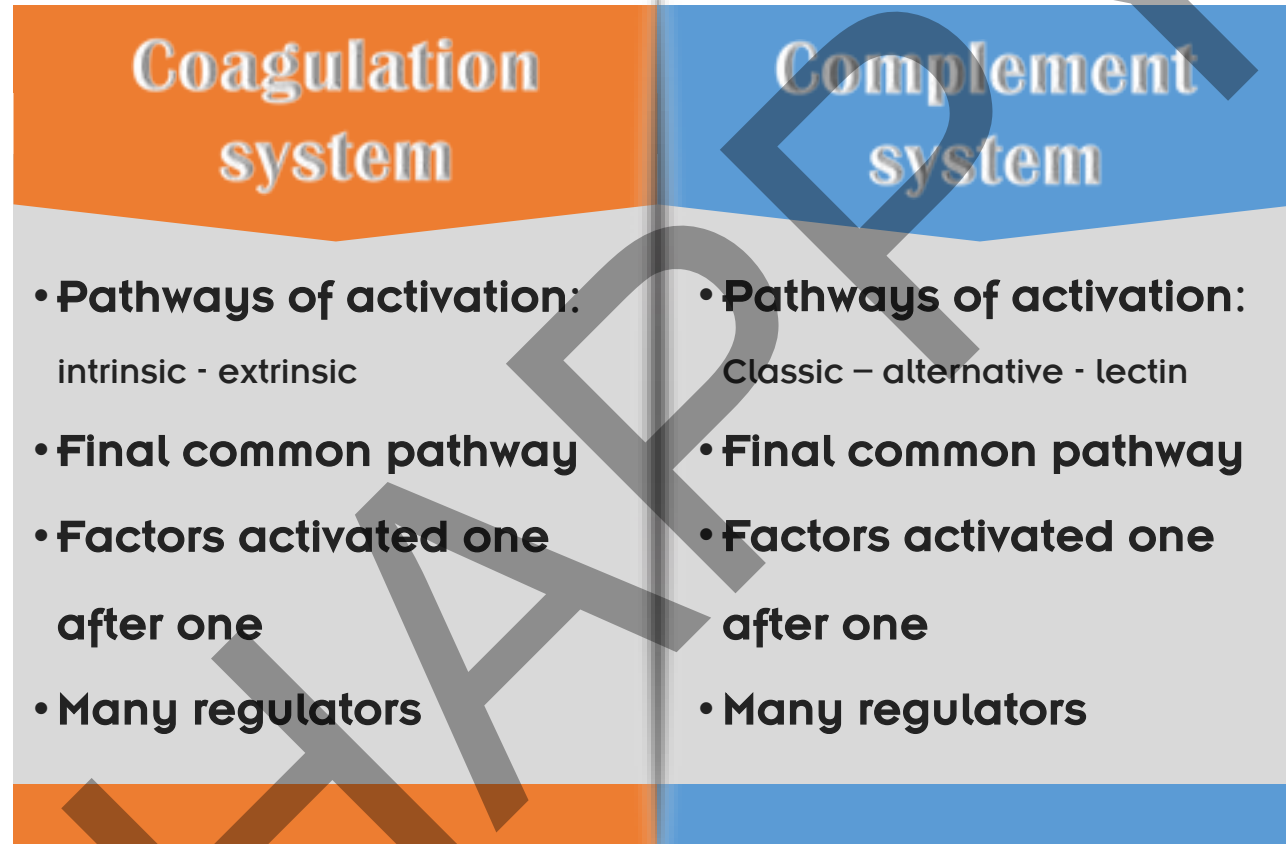 Coagulation
system
• Pathways of activation:
intrinsic - extrinsic
• Final common pathway
• Factors activated one
after one
• Many regulators
Complement
system
• Pathways of activation:
Classic – alternative - lectin
• Final common pathway
• Factors activated one
after one
• Many regulators
HAPPY